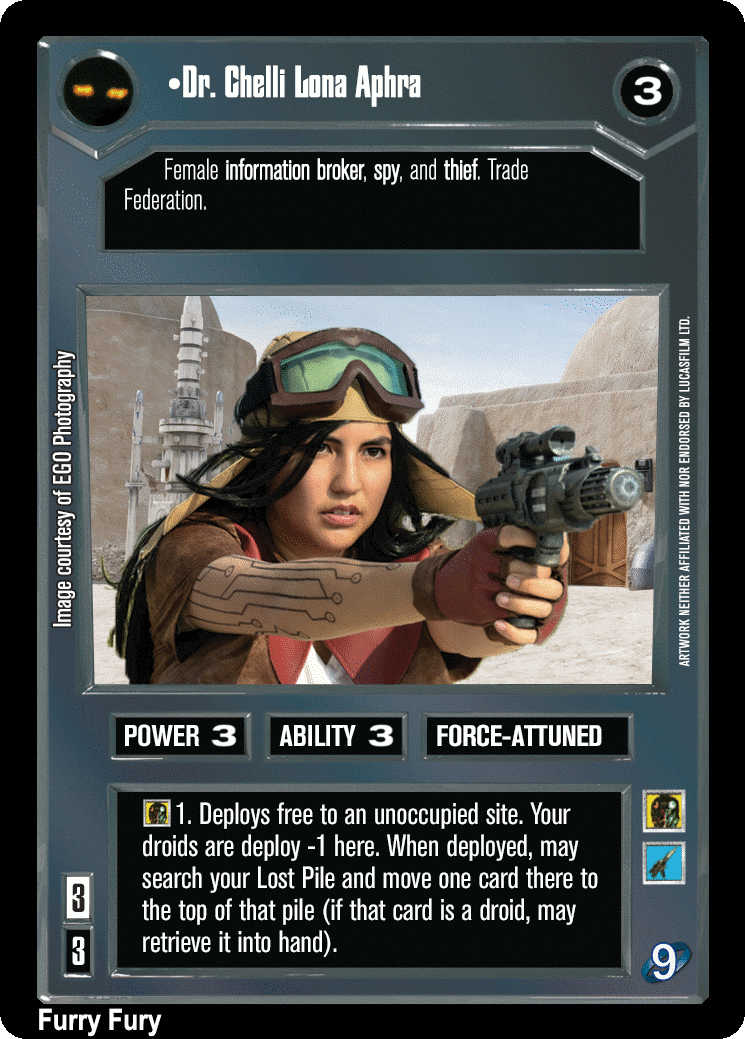 •Dr. Chelli Lona Aphra
3
Female information broker, spy, and thief. Trade
Federation.
Image courtesy of EGO Photography
ARTWORK NEITHER AFFILIATED WITH NOR ENDORSED BY LUCASFILM LTD.
POWER 3
ABILITY 3
FORCE-ATTUNED
1. Deploys free to an unoccupied site. Your
droids are deploy -1 here. When deployed, may
search your Lost Pile and move one card there to
the top of that pile (if that card is a droid, may
retrieve it into hand).
3
3
9
Furry Fury